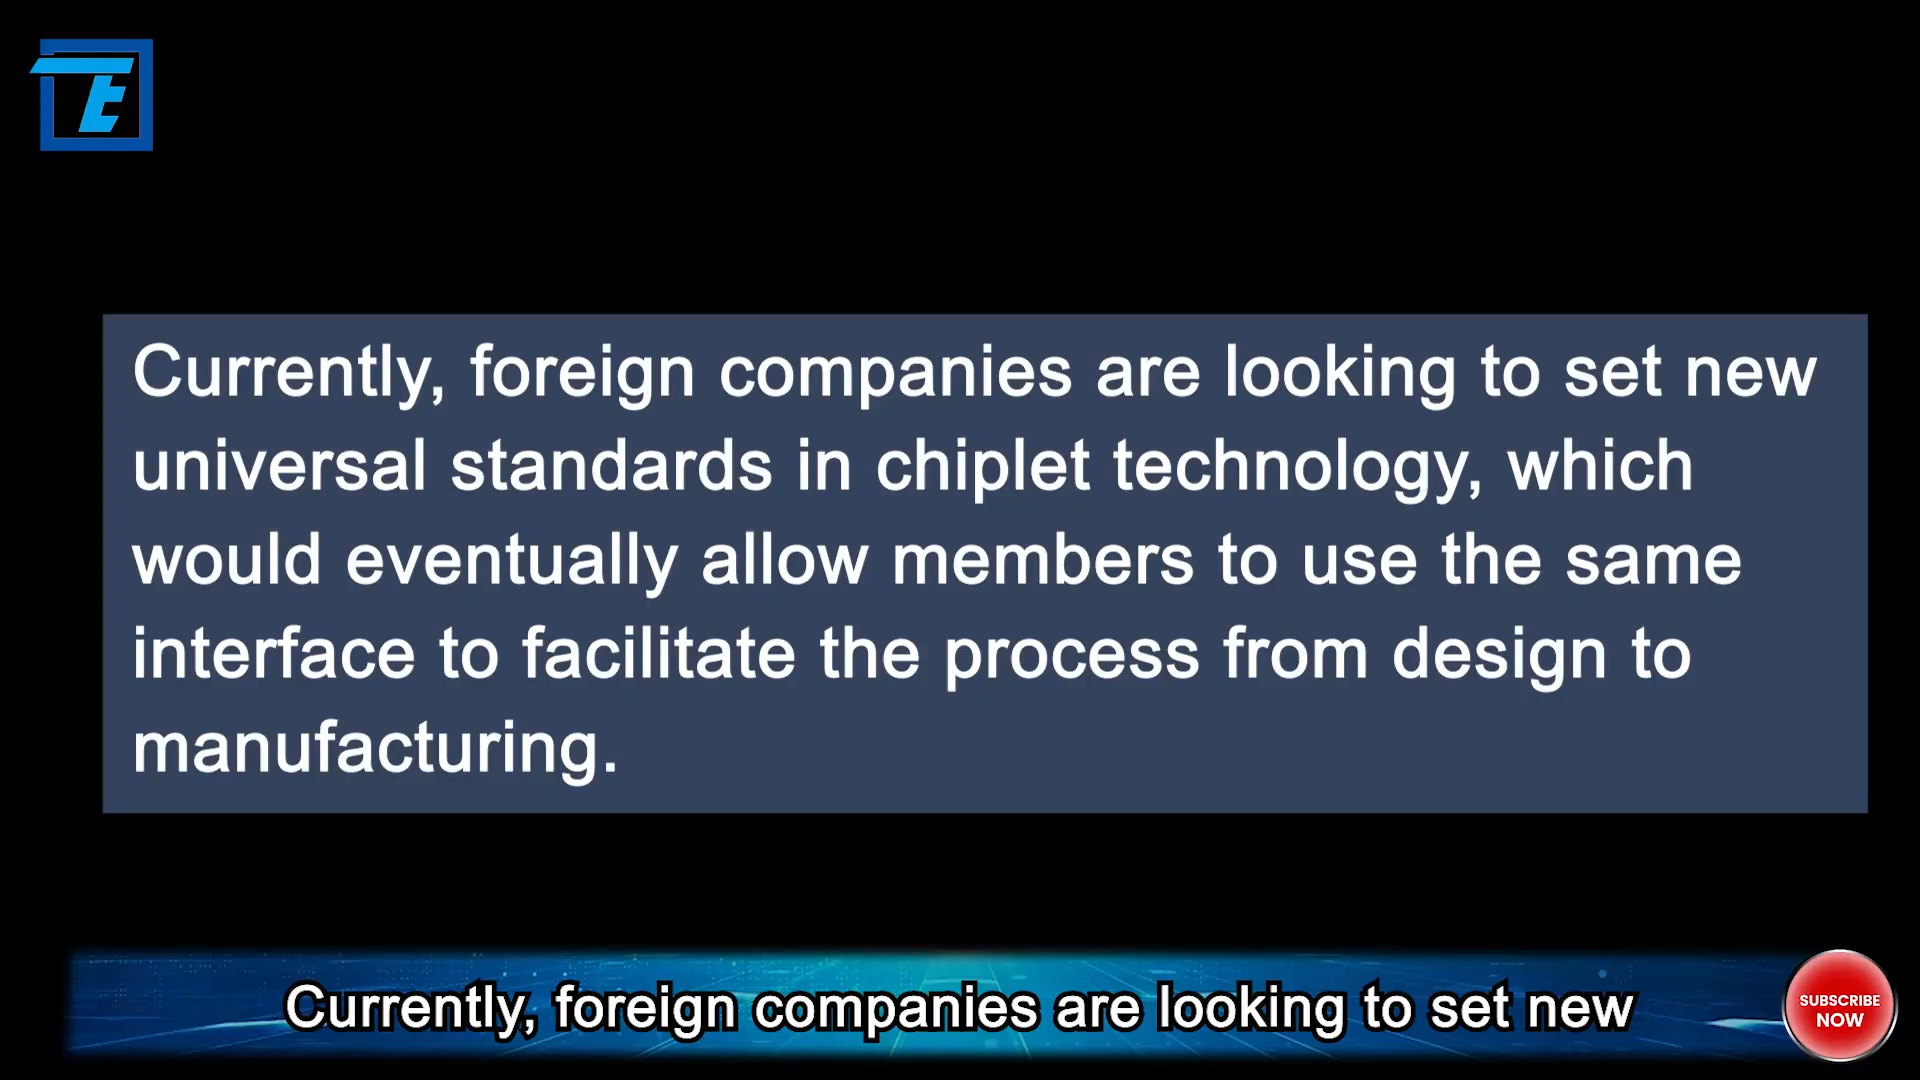 TE
Currently, foreign companies are looking to set new
universal standards in chiplet technology, which
would eventually allow members to use the same
interface to facilitate the process from design to
manufacturing.
Currently, foreign companies are looking to set new
SUBSCRIBE
NOW